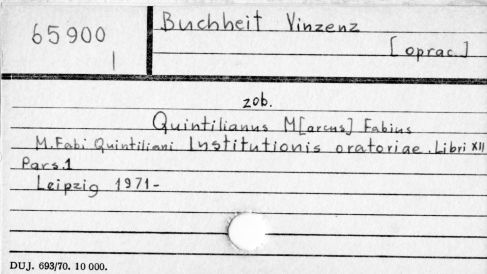 65900
I
Buchheit Vinzenz
[oprac.]
zob.
Quintilianus M[arcus] Fabius
M. Fabi Quintiliani Institutionis oratoriae. Libri XII
Pars. 1
Leipzig 1971-
DUJ. 693/70. 10 000.